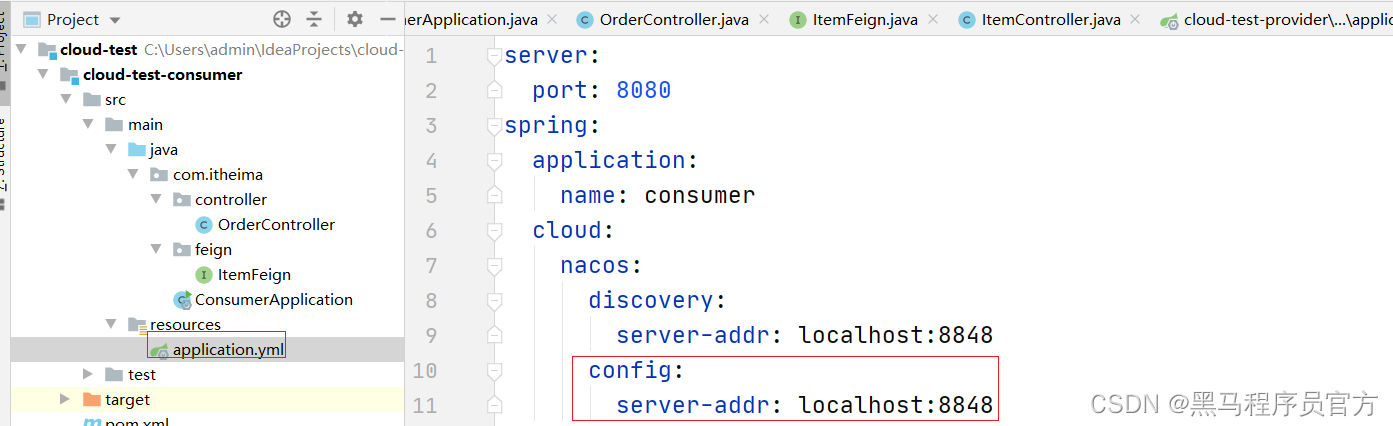 Project
erApplication.java
OrderController.java
ItemFeign.java
ItemController.java
cloud-test-provider\...\applic
cloud-test C:\Users\admin\IdeaProjects\cloud-
cloud-test-consumer
src
main
java
com.itheima
controller
OrderController
feign
ItemFeign
ConsumerApplication
resources
application.yml
test
target
pom.xml
1 server:
2 port: 8080
3 spring:
4 application:
5 name: consumer
6 cloud:
7 nacos:
8 discovery:
9 server-addr: localhost:8848
10 config:
11 server-addr: localhost:8848
CSDN @黑马程序员官方